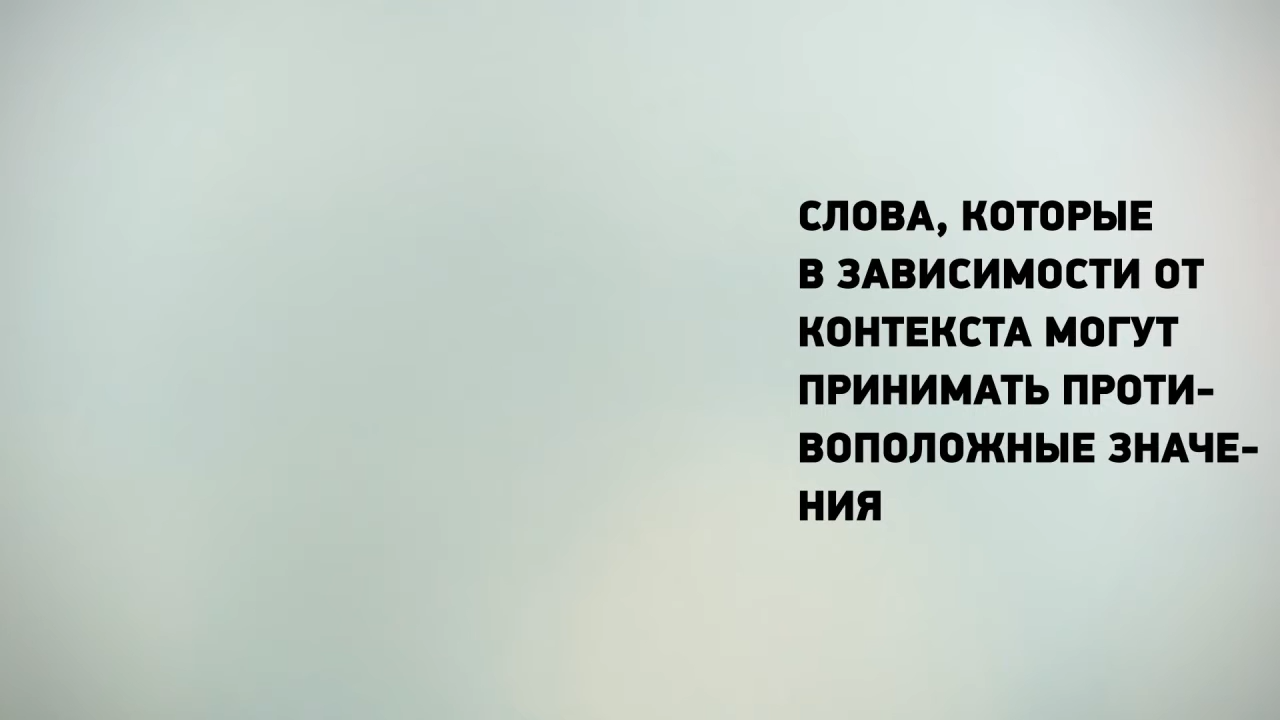 СЛОВА, КОТОРЫЕ
В ЗАВИСИМОСТИ ОТ
КОНТЕКСТА МОГУТ
ПРИНИМАТЬ ПРОТИ-
ВОПОЛОЖНЫЕ ЗНАЧЕ-
НИЯ